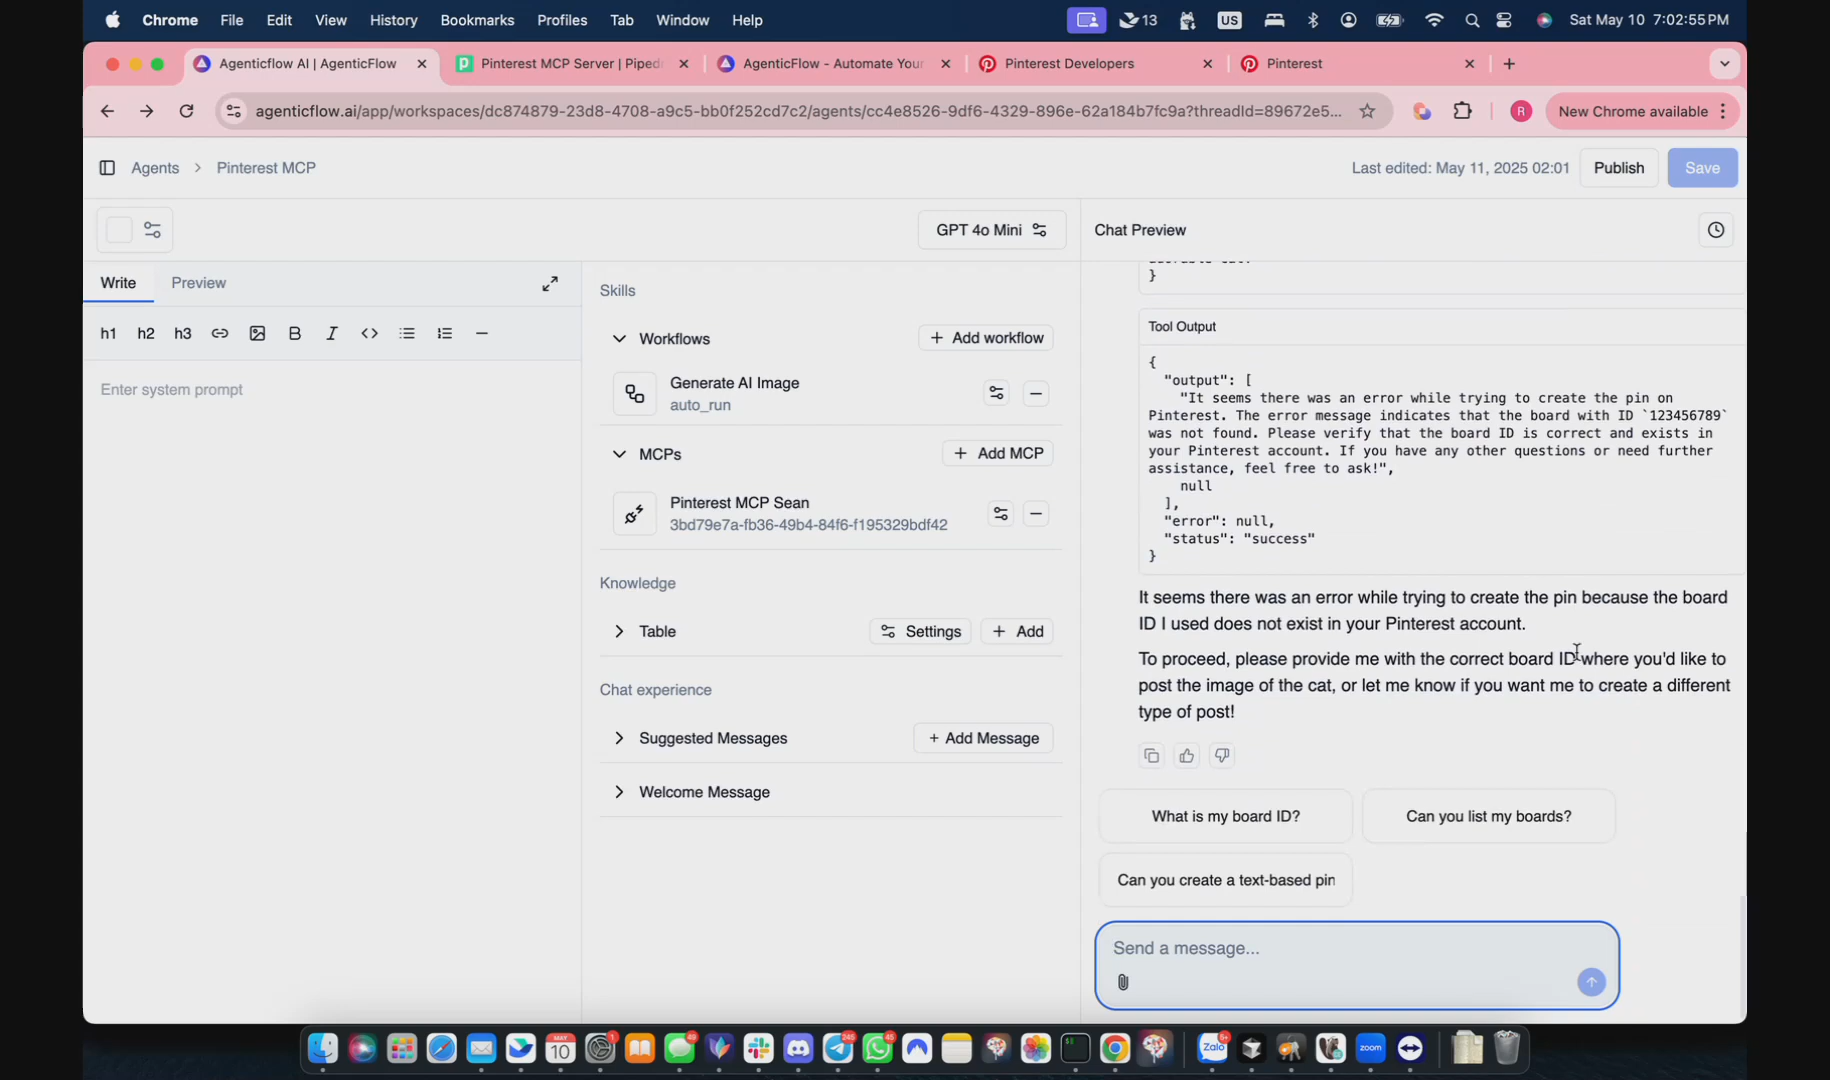 Chrome File Edit View History Bookmarks Profiles Tab Window Help 13 US Sat May 10 7:02:55 PM
Agenticflow AI | AgenticFlow Pinterest MCP Server | Piped AgenticFlow - Automate Your Pinterest Developers Pinterest
agenticflow.ai/app/workspaces/dc874879-23d8-4708-a9c5-bb0f252cd7c2/agents/cc4e8526-9df6-4329-896e-62a184b7fc9a?threadId=89672e5... R New Chrome available
Agents > Pinterest MCP Last edited: May 11, 2025 02:01 Publish Save
GPT 4o Mini
Chat Preview
Write Preview
h1 h2 h3 B I
Enter system prompt
Skills
Workflows + Add workflow
Generate AI Image
auto_run
MCPs + Add MCP
Pinterest MCP Sean
3bd79e7a-fb36-49b4-84f6-f195329bdf42
Knowledge
Table Settings + Add
Chat experience
Suggested Messages + Add Message
Welcome Message
}
Tool Output
{
"output": [
"It seems there was an error while trying to create the pin on
Pinterest. The error message indicates that the board with ID `123456789`
was not found. Please verify that the board ID is correct and exists in
your Pinterest account. If you have any other questions or need further
assistance, feel free to ask!",
null
],
"error": null,
"status": "success"
}
It seems there was an error while trying to create the pin because the board
ID I used does not exist in your Pinterest account.
To proceed, please provide me with the correct board ID where you'd like to
post the image of the cat, or let me know if you want me to create a different
type of post!
What is my board ID? Can you list my boards?
Can you create a text-based pin
Send a message...
MAY
10 1 49 245 45 Zalo 5+ zoom